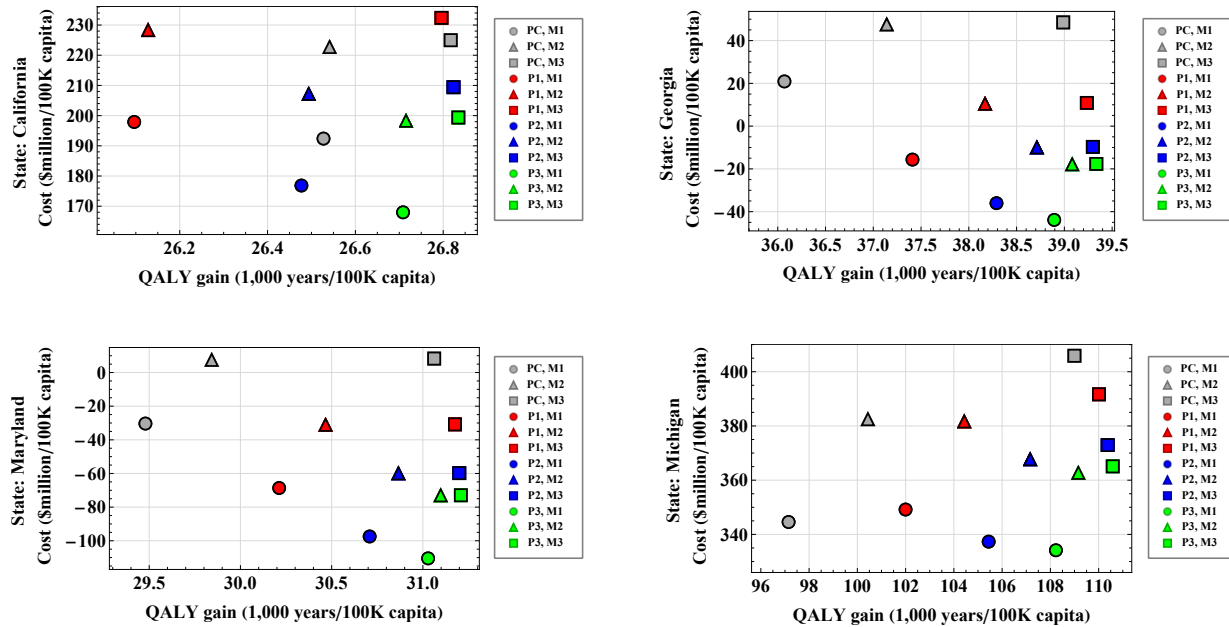 State: California
Cost ($million/100K capita)
230
220
210
200
190
180
170
26.2
26.4
26.6
26.8
QALY gain (1,000 years/100K capita)
PC, M1
PC, M2
PC, M3
P1, M1
P1, M2
P1, M3
P2, M1
P2, M2
P2, M3
P3, M1
P3, M2
P3, M3
State: Georgia
Cost ($million/100K capita)
40
20
0
−20
−40
36.0
36.5
37.0
37.5
38.0
38.5
39.0
39.5
QALY gain (1,000 years/100K capita)
PC, M1
PC, M2
PC, M3
P1, M1
P1, M2
P1, M3
P2, M1
P2, M2
P2, M3
P3, M1
P3, M2
P3, M3
State: Maryland
Cost ($million/100K capita)
0
−20
−40
−60
−80
−100
29.5
30.0
30.5
31.0
QALY gain (1,000 years/100K capita)
PC, M1
PC, M2
PC, M3
P1, M1
P1, M2
P1, M3
P2, M1
P2, M2
P2, M3
P3, M1
P3, M2
P3, M3
State: Michigan
Cost ($million/100K capita)
400
380
360
340
96
98
100
102
104
106
108
110
QALY gain (1,000 years/100K capita)
PC, M1
PC, M2
PC, M3
P1, M1
P1, M2
P1, M3
P2, M1
P2, M2
P2, M3
P3, M1
P3, M2
P3, M3